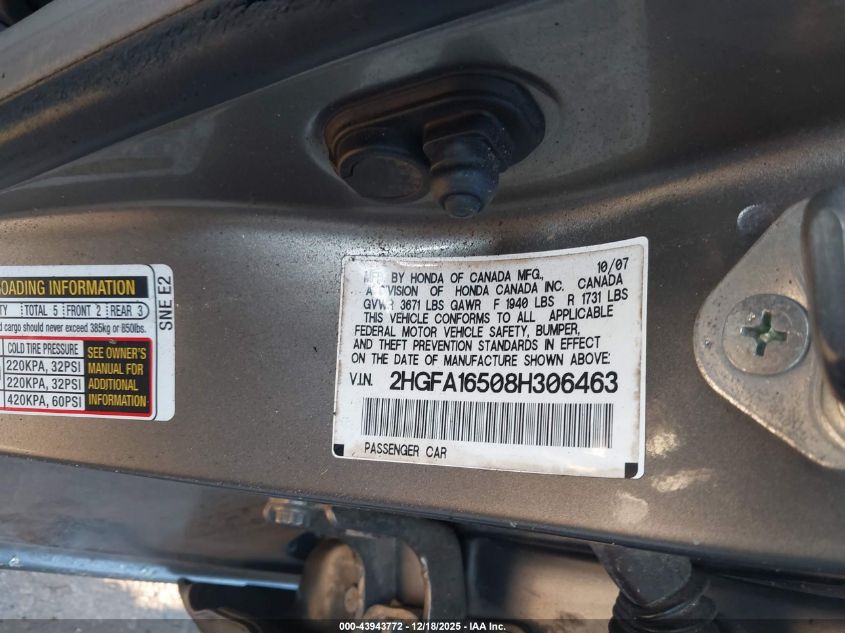 OADING INFORMATION
TY TOTAL 5 FRONT 2 REAR 3
d cargo should never exceed 385kg or 850lbs.
COLD TIRE PRESSURE
220KPA, 32PSI
220KPA, 32PSI
420KPA, 60PSI
SEE OWNER'S
MANUAL FOR
ADDITIONAL
INFORMATION
SNE E2
MFD BY HONDA OF CANADA MFG., 10/07
A DIVISION OF HONDA CANADA INC. CANADA
GVWR 3671 LBS GAWR F 1940 LBS R 1731 LBS
THIS VEHICLE CONFORMS TO ALL APPLICABLE
FEDERAL MOTOR VEHICLE SAFETY, BUMPER,
AND THEFT PREVENTION STANDARDS IN EFFECT
ON THE DATE OF MANUFACTURE SHOWN ABOVE:
V.I.N. 2HGFA16508H306463
PASSENGER CAR
000-43943772 - 12/18/2025 - IAA, Inc.